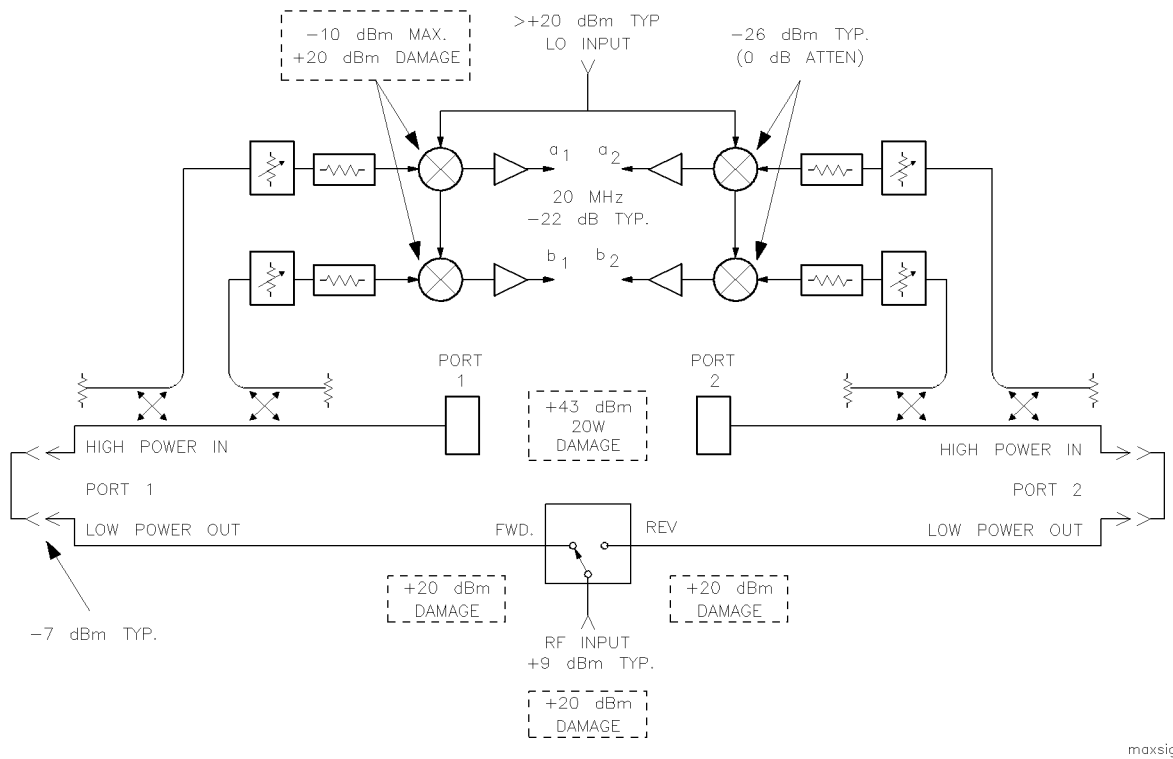 >+20 dBm TYP
LO INPUT
−10 dBm MAX.
+20 dBm DAMAGE
−26 dBm TYP.
(0 dB ATTEN)
a1
a2
20 MHz
−22 dB TYP.
b1
b2
PORT
1
PORT
2
+43 dBm
20W
DAMAGE
HIGH POWER IN
HIGH POWER IN
PORT 1
PORT 2
LOW POWER OUT
FWD.
REV
LOW POWER OUT
+20 dBm
DAMAGE
+20 dBm
DAMAGE
−7 dBm TYP.
RF INPUT
+9 dBm TYP.
+20 dBm
DAMAGE
maxsig